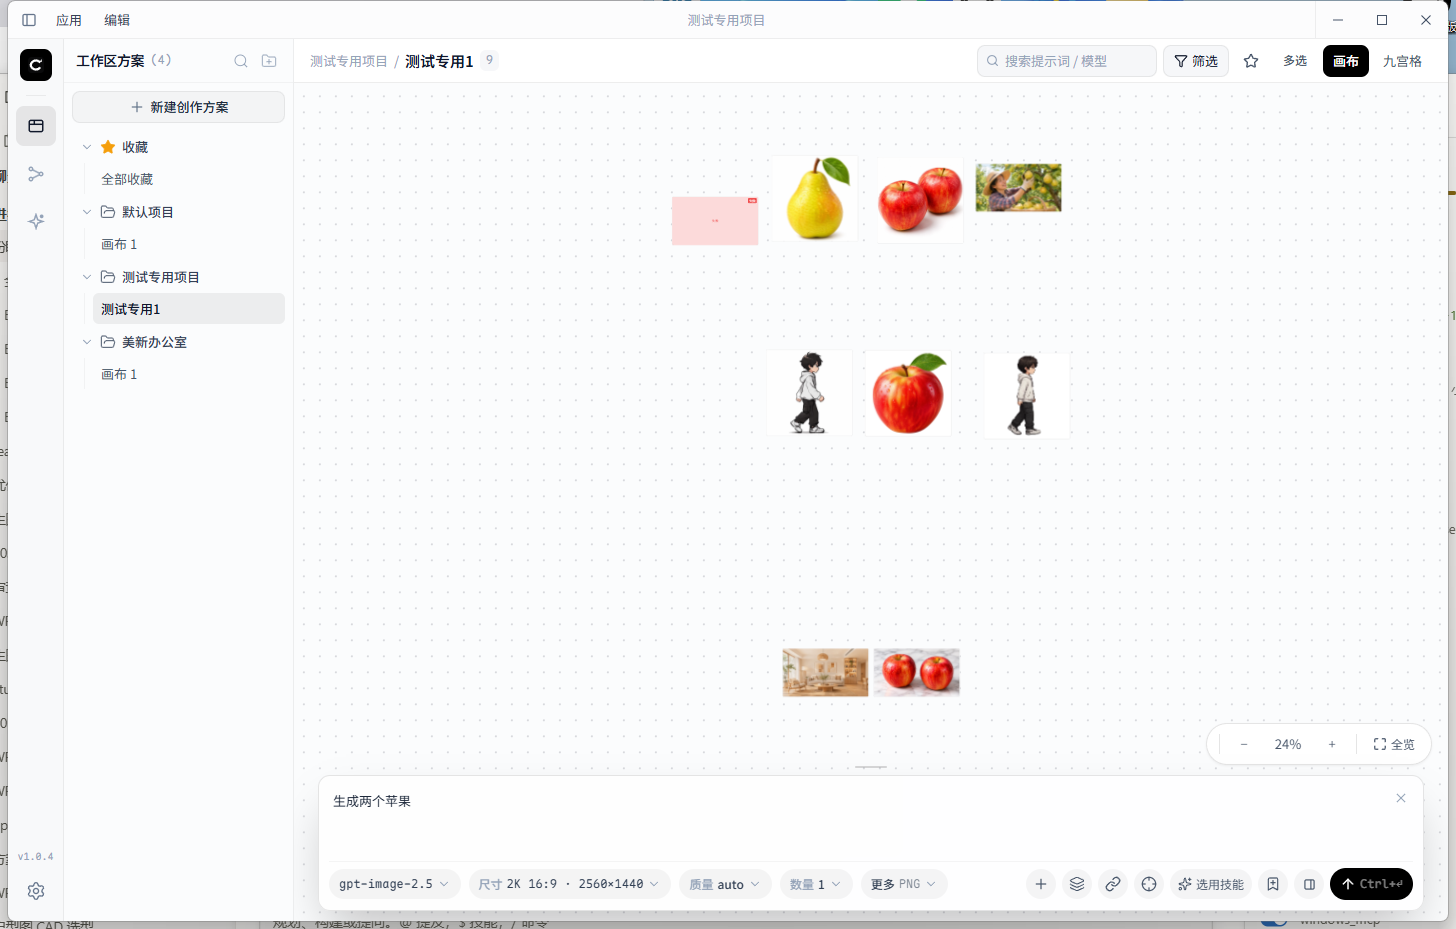 应用 编辑 测试专用项目
工作区方案 (4)
测试专用项目 / 测试专用1 9
搜索提示词 / 模型
筛选
多选
画布
九宫格
新建创作方案
收藏
全部收藏
默认项目
画布 1
测试专用项目
测试专用1
美新办公室
画布 1
v1.0.4
− 24% + 全览
生成两个苹果
gpt-image-2.5
尺寸 2K 16:9 · 2560×1440
质量 auto
数量 1
更多 PNG
选用技能
Ctrl+↵